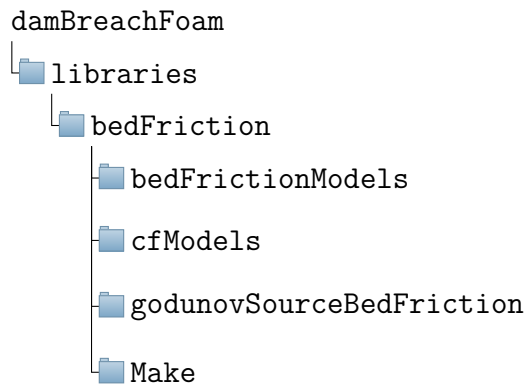 damBreachFoam
libraries
bedFriction
bedFrictionModels
cfModels
godunovSourceBedFriction
Make